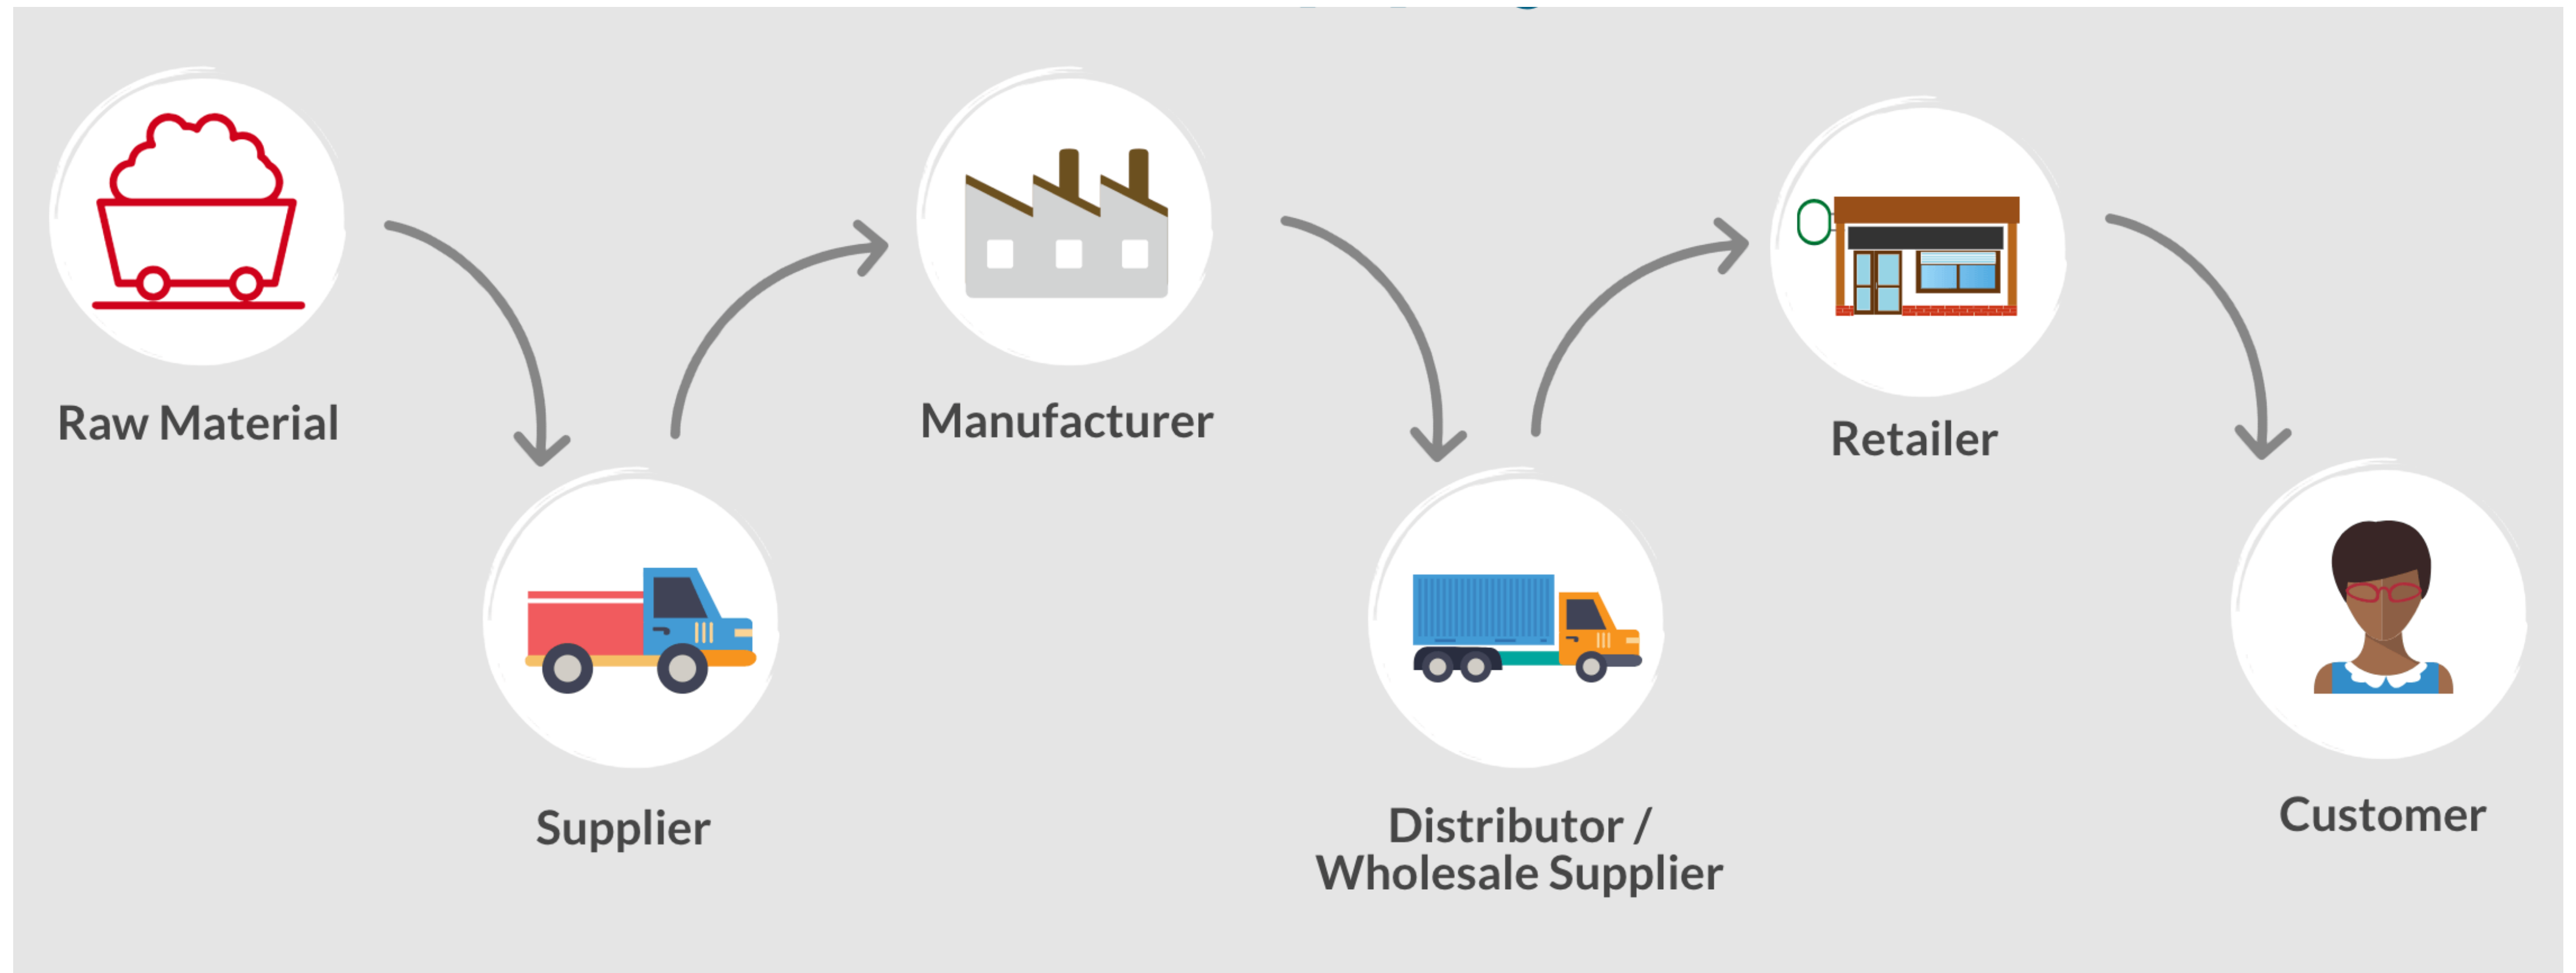 Raw Material
Supplier
Manufacturer
Distributor /
Wholesale Supplier
Retailer
Customer